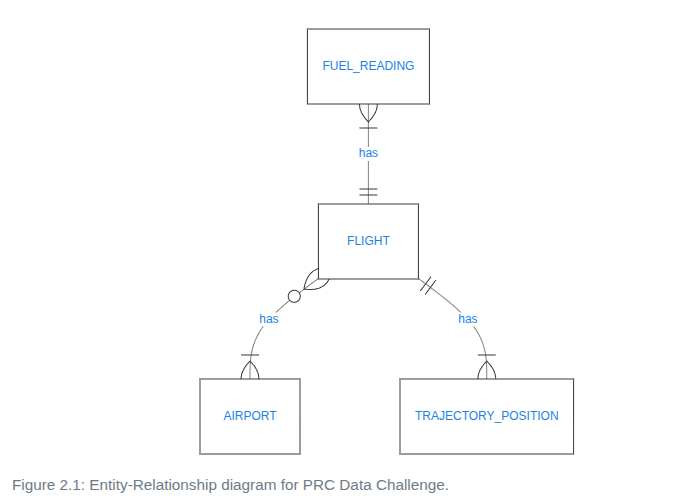 FUEL_READING
has
FLIGHT
has
has
AIRPORT
TRAJECTORY_POSITION
Figure 2.1: Entity-Relationship diagram for PRC Data Challenge.